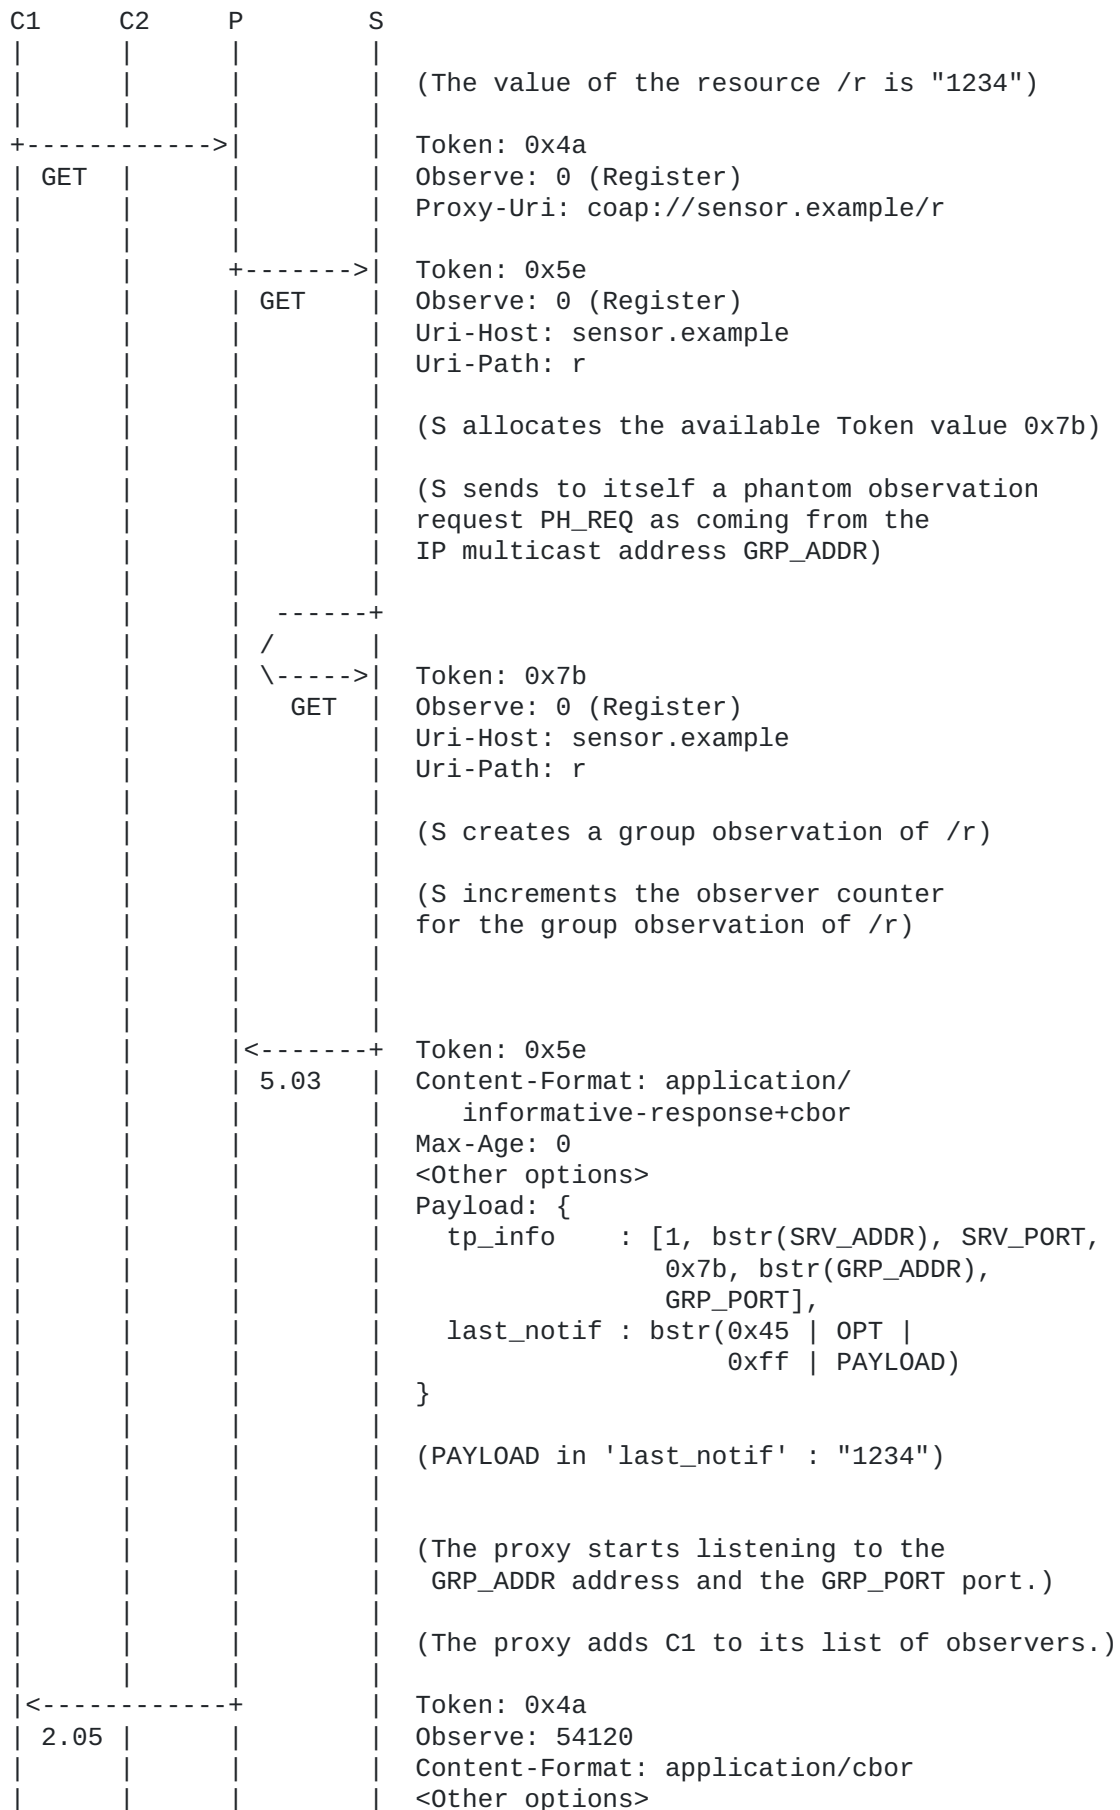 C1 C2 P S
(The value of the resource /r is "1234")
+------------>| Token: 0x4a
GET Observe: 0 (Register)
Proxy-Uri: coap://sensor.example/r
+------->| Token: 0x5e
GET Observe: 0 (Register)
Uri-Host: sensor.example
Uri-Path: r
(S allocates the available Token value 0x7b)
(S sends to itself a phantom observation
request PH_REQ as coming from the
IP multicast address GRP_ADDR)
------+
/
\----->| Token: 0x7b
GET Observe: 0 (Register)
Uri-Host: sensor.example
Uri-Path: r
(S creates a group observation of /r)
(S increments the observer counter
for the group observation of /r)
|<-------+ Token: 0x5e
5.03 Content-Format: application/
informative-response+cbor
Max-Age: 0
<Other options>
Payload: {
tp_info : [1, bstr(SRV_ADDR), SRV_PORT,
0x7b, bstr(GRP_ADDR),
GRP_PORT],
last_notif : bstr(0x45 | OPT |
0xff | PAYLOAD)
}
(PAYLOAD in 'last_notif' : "1234")
(The proxy starts listening to the
GRP_ADDR address and the GRP_PORT port.)
(The proxy adds C1 to its list of observers.)
|<------------+ Token: 0x4a
2.05 Observe: 54120
Content-Format: application/cbor
<Other options>